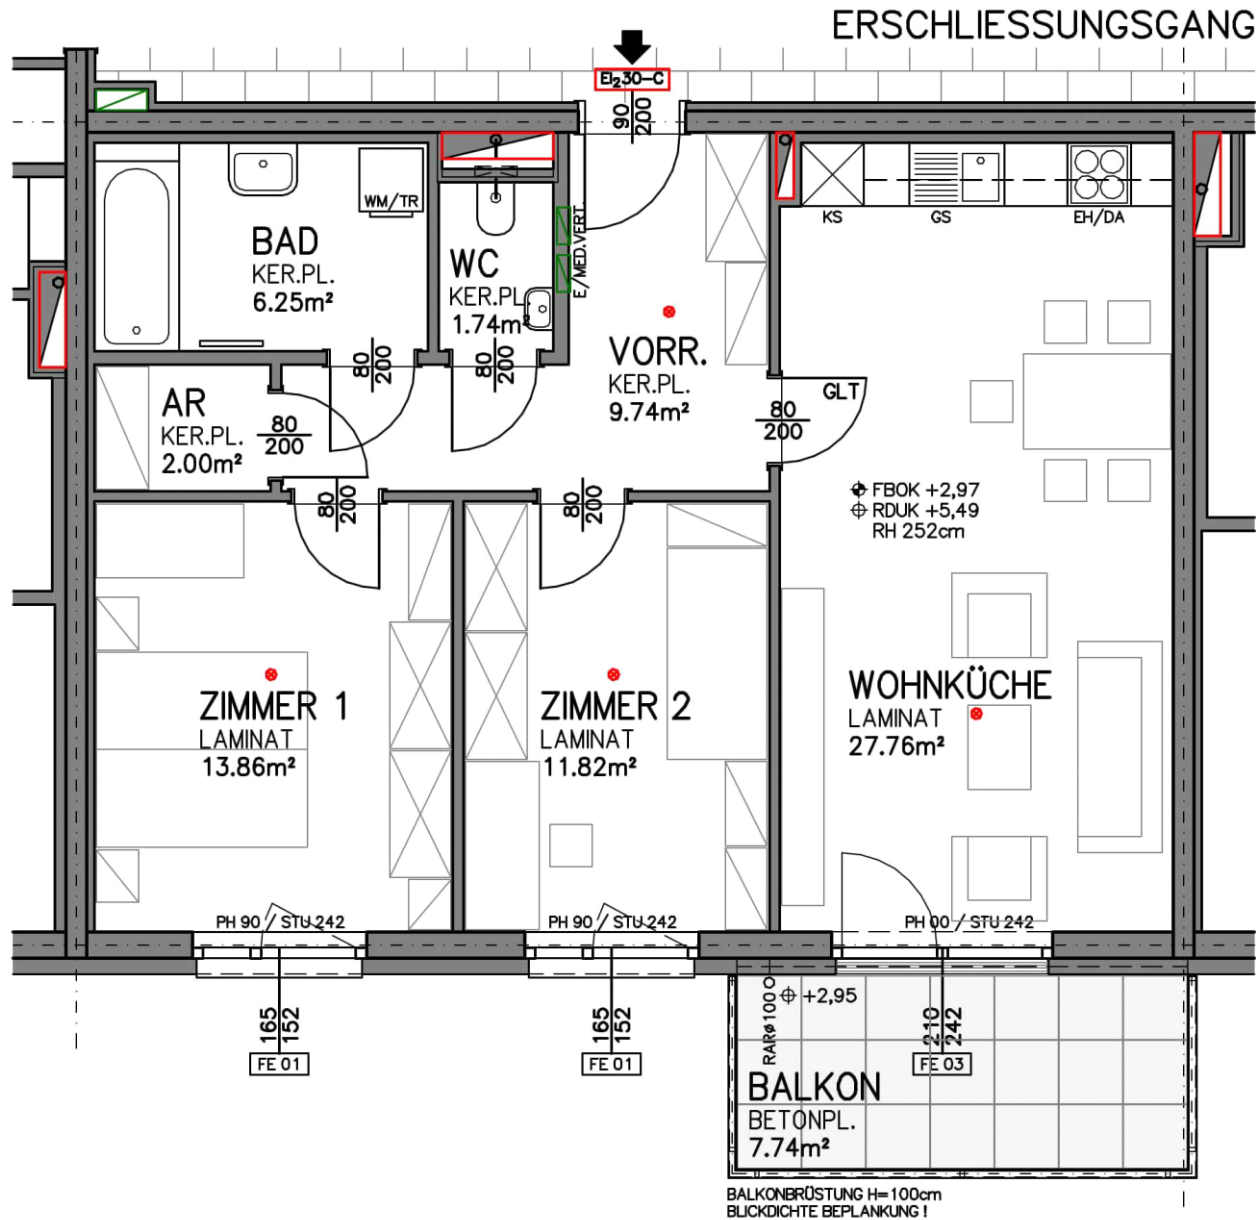 ERSCHLIESSUNGSGANG
EI₂30-C
90
200
BAD
KER.PL.
6.25m²
WM/TR
WC
KER.PL.
1.74m²
E/MED.VERT.
KS
GS
EH/DA
VORR.
KER.PL.
9.74m²
80
200
80
200
AR
KER.PL.
2.00m²
80
200
GLT
80
200
80
200
80
200
FBOK +2,97
RDUK +5,49
RH 252cm
ZIMMER 1
LAMINAT
13.86m²
ZIMMER 2
LAMINAT
11.82m²
WOHNKÜCHE
LAMINAT
27.76m²
PH 90 / STU 242
PH 90 / STU 242
PH 00 / STU 242
165
152
FE 01
165
152
FE 01
RARø100
+2,95
210
242
FE 03
BALKON
BETONPL.
7.74m²
BALKONBRÜSTUNG H=100cm
BLICKDICHTE BEPLANKUNG !